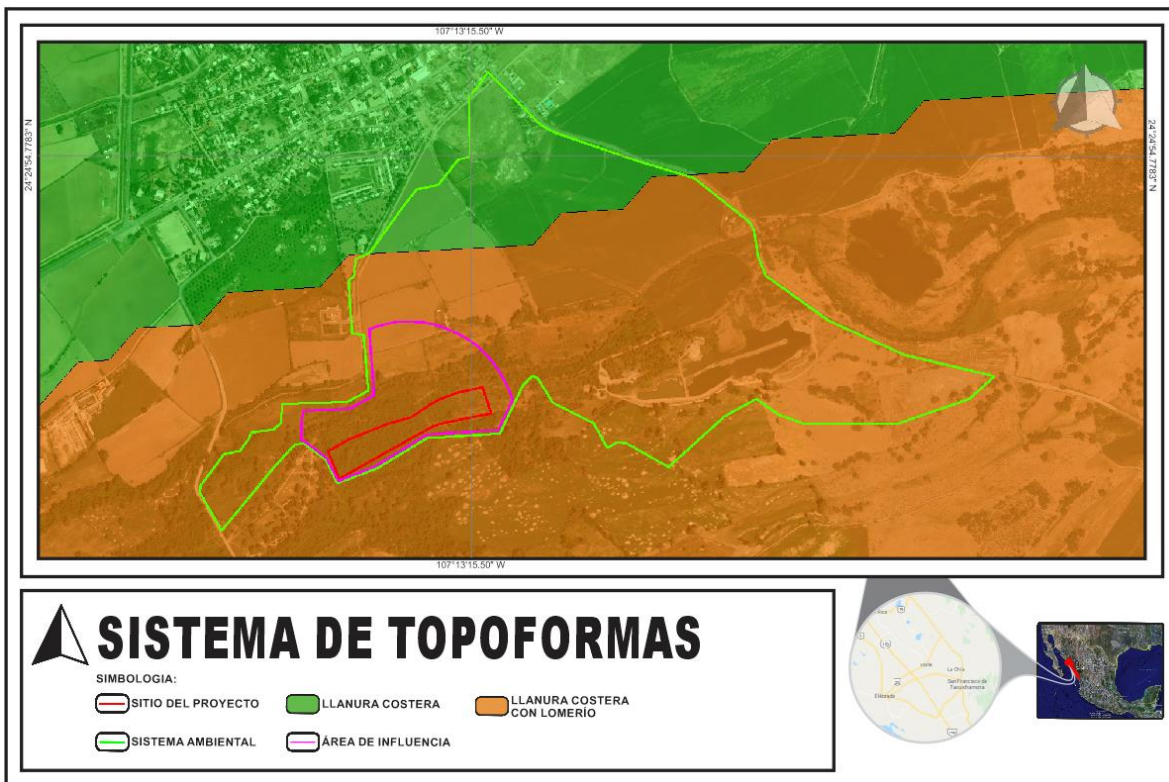 107°13'15.50" W
24°24'54.7783" N
24°24'54.7783" N
107°13'15.50" W
SISTEMA DE TOPOFORMAS
SIMBOLOGIA:
SITIO DEL PROYECTO
LLANURA COSTERA
LLANURA COSTERA
CON LOMERÍO
SISTEMA AMBIENTAL
ÁREA DE INFLUENCIA
La Chía
San Francisco de
Tacuichamona
Eldorado